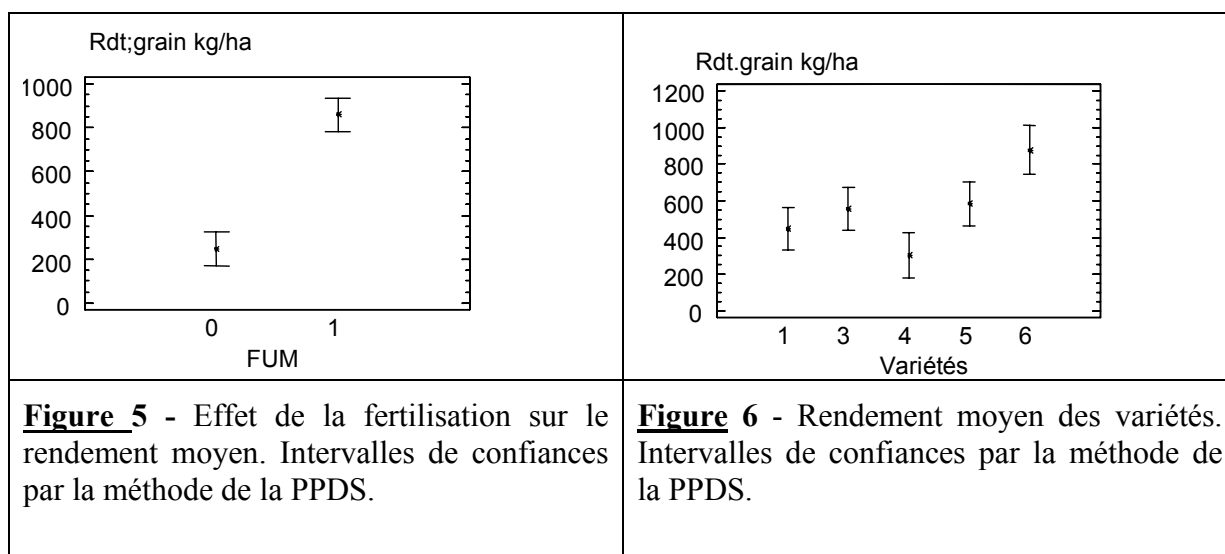 Rdt;grain kg/ha
1000
800
600
400
200
0
0 1
FUM
Rdt.grain kg/ha
1200
1000
800
600
400
200
0
1 3 4 5 6
Variétés
Figure 5 - Effet de la fertilisation sur le
rendement moyen. Intervalles de confiances
par la méthode de la PPDS.
Figure 6 - Rendement moyen des variétés.
Intervalles de confiances par la méthode de
la PPDS.